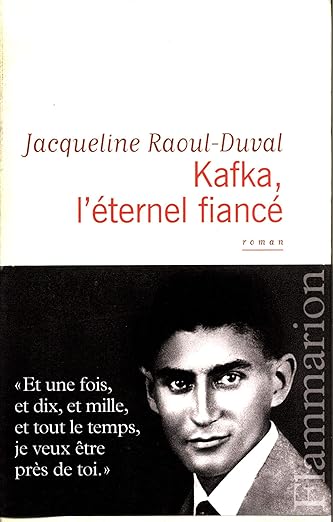 Jacqueline Raoul-Duval
Kafka,
l'éternel fiancé
roman
«Et une fois,
et dix, et mille,
et tout le temps,
je veux être
près de toi.»
Flammarion